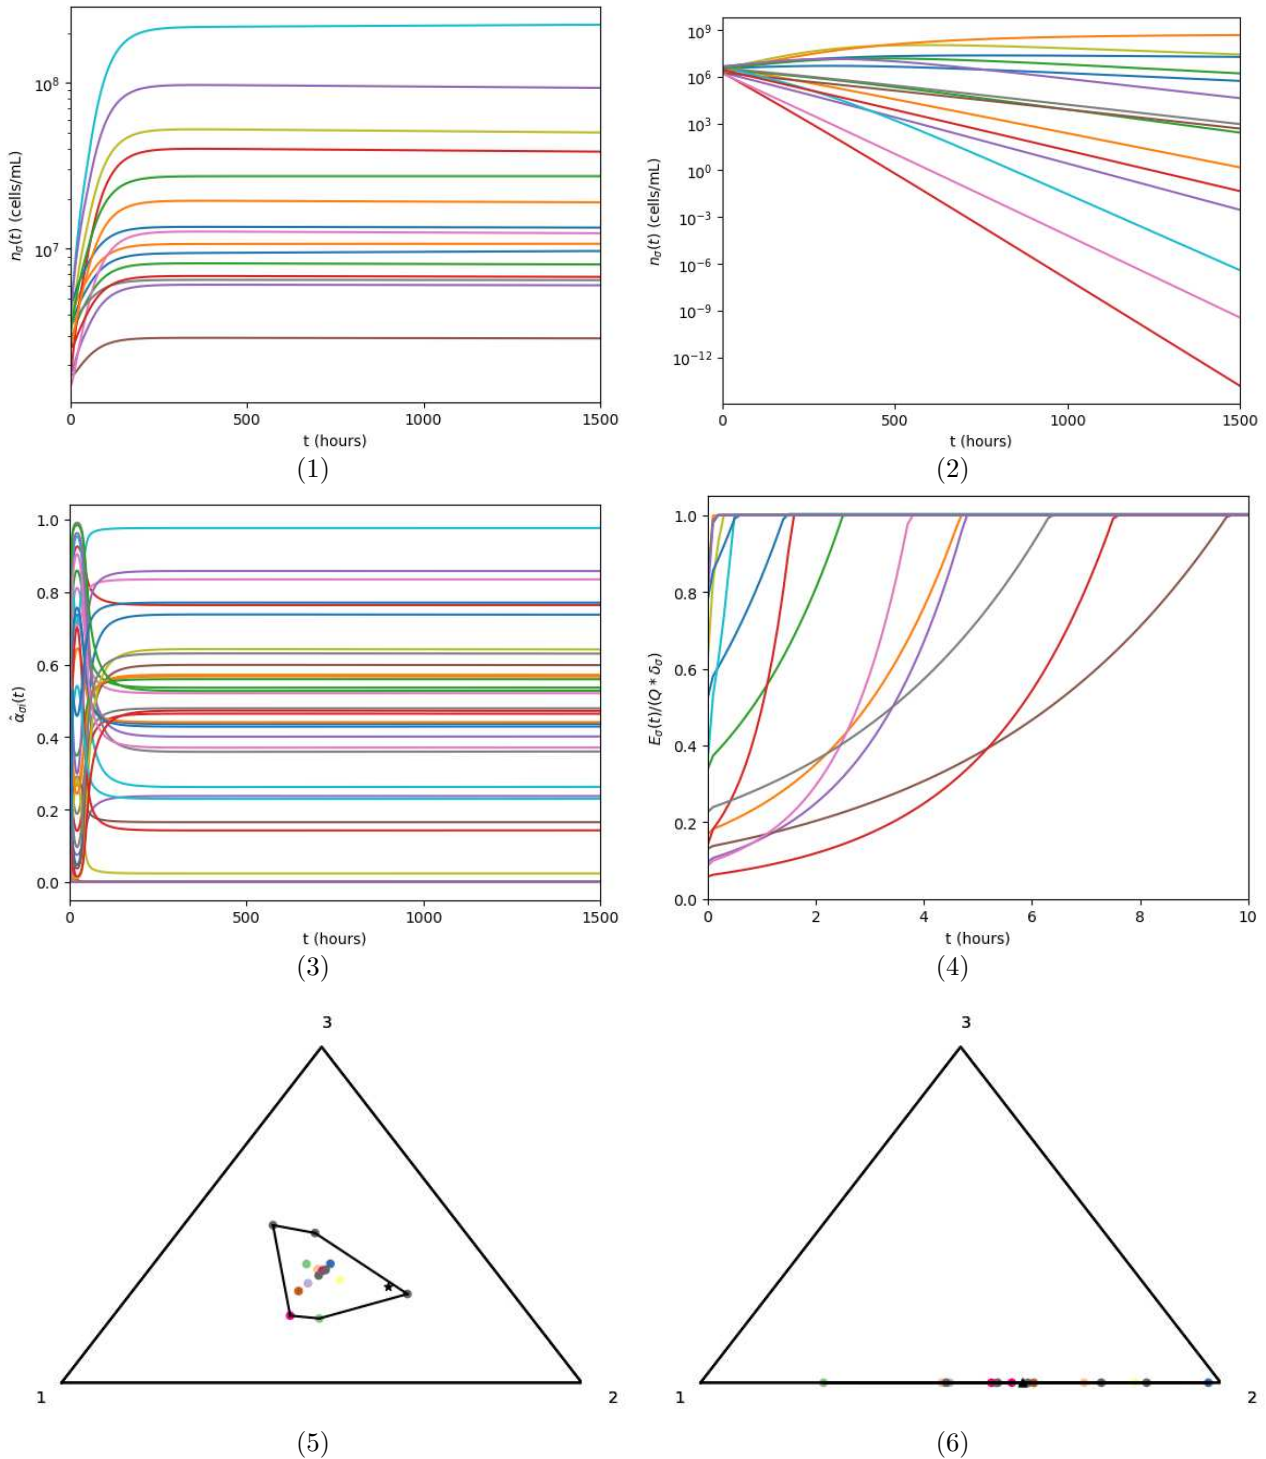 10^8
10^7
n_σ(t) (cells/mL)
0 500 1000 1500
t (hours)
(1)
10^9
10^6
10^3
10^0
10^−3
10^−6
10^−9
10^−12
n_σ(t) (cells/mL)
0 500 1000 1500
t (hours)
(2)
1.0
0.8
0.6
0.4
0.2
0.0
α̂_σi(t)
0 500 1000 1500
t (hours)
(3)
1.0
0.8
0.6
0.4
0.2
0.0
E_σ(t)/(Q * δ_σ)
0 2 4 6 8 10
t (hours)
(4)
3
1 2
(5)
3
1 2
(6)